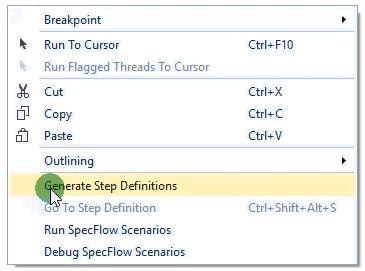 Breakpoint
Run To Cursor Ctrl+F10
Run Flagged Threads To Cursor
Cut Ctrl+X
Copy Ctrl+C
Paste Ctrl+V
Outlining
Generate Step Definitions
Go To Step Definition Ctrl+Shift+Alt+S
Run SpecFlow Scenarios
Debug SpecFlow Scenarios